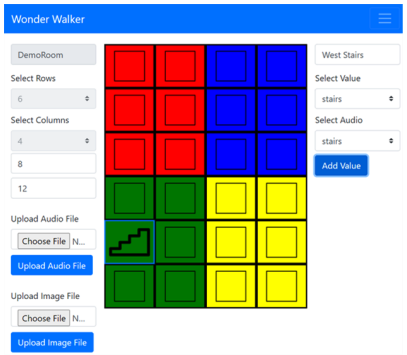 Wonder Walker
DemoRoom
Select Rows
6
Select Columns
4
8
12
Upload Audio File
Choose File N...
Upload Audio File
Upload Image File
Choose File N...
Upload Image File
West Stairs
Select Value
stairs
Select Audio
stairs
Add Value